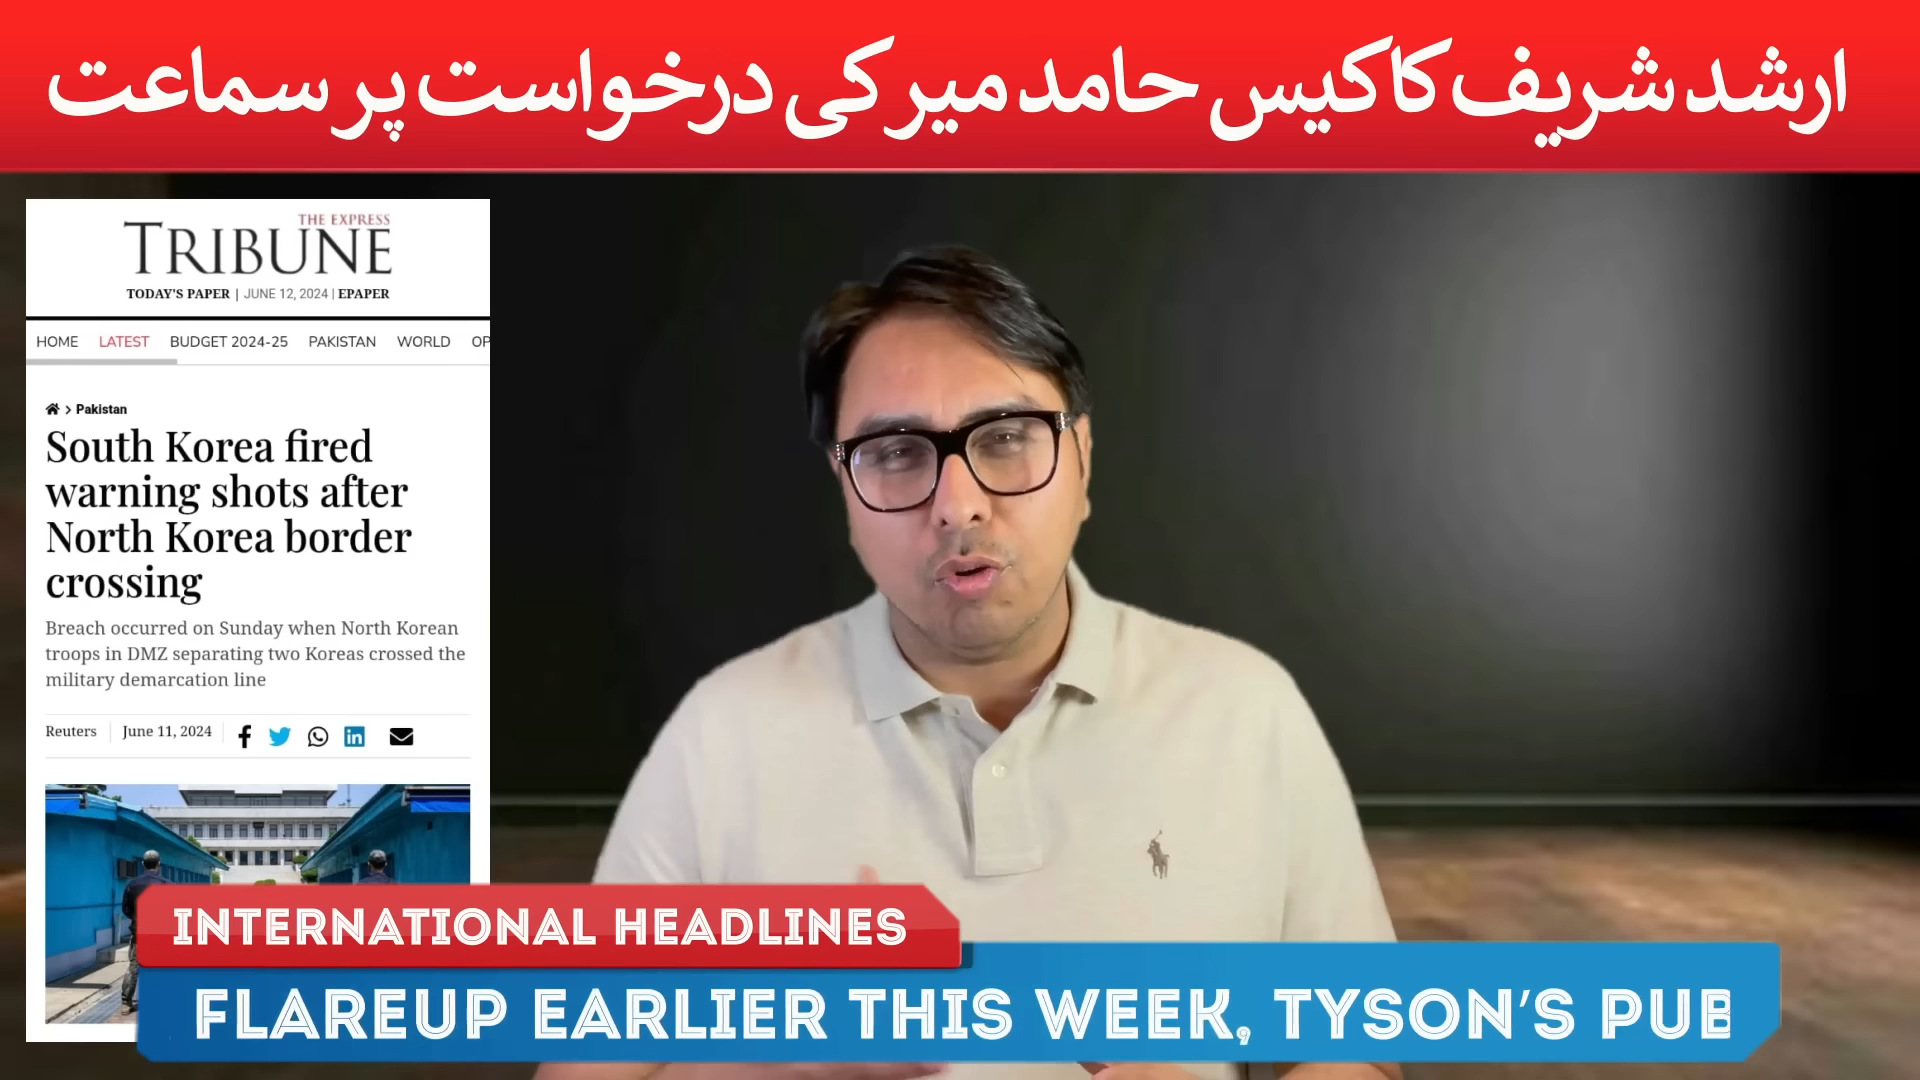 ارشد شریف کا کیس حامد میر کی درخواست پر سماعت
THE EXPRESS
TRIBUNE
TODAY'S PAPER | JUNE 12, 2024 | EPAPER
HOME LATEST BUDGET 2024-25 PAKISTAN WORLD OP
Pakistan
South Korea fired
warning shots after
North Korea border
crossing
Breach occurred on Sunday when North Korean
troops in DMZ separating two Koreas crossed the
military demarcation line
Reuters June 11, 2024
INTERNATIONAL HEADLINES
FLAREUP EARLIER THIS WEEK, TYSON'S PUB